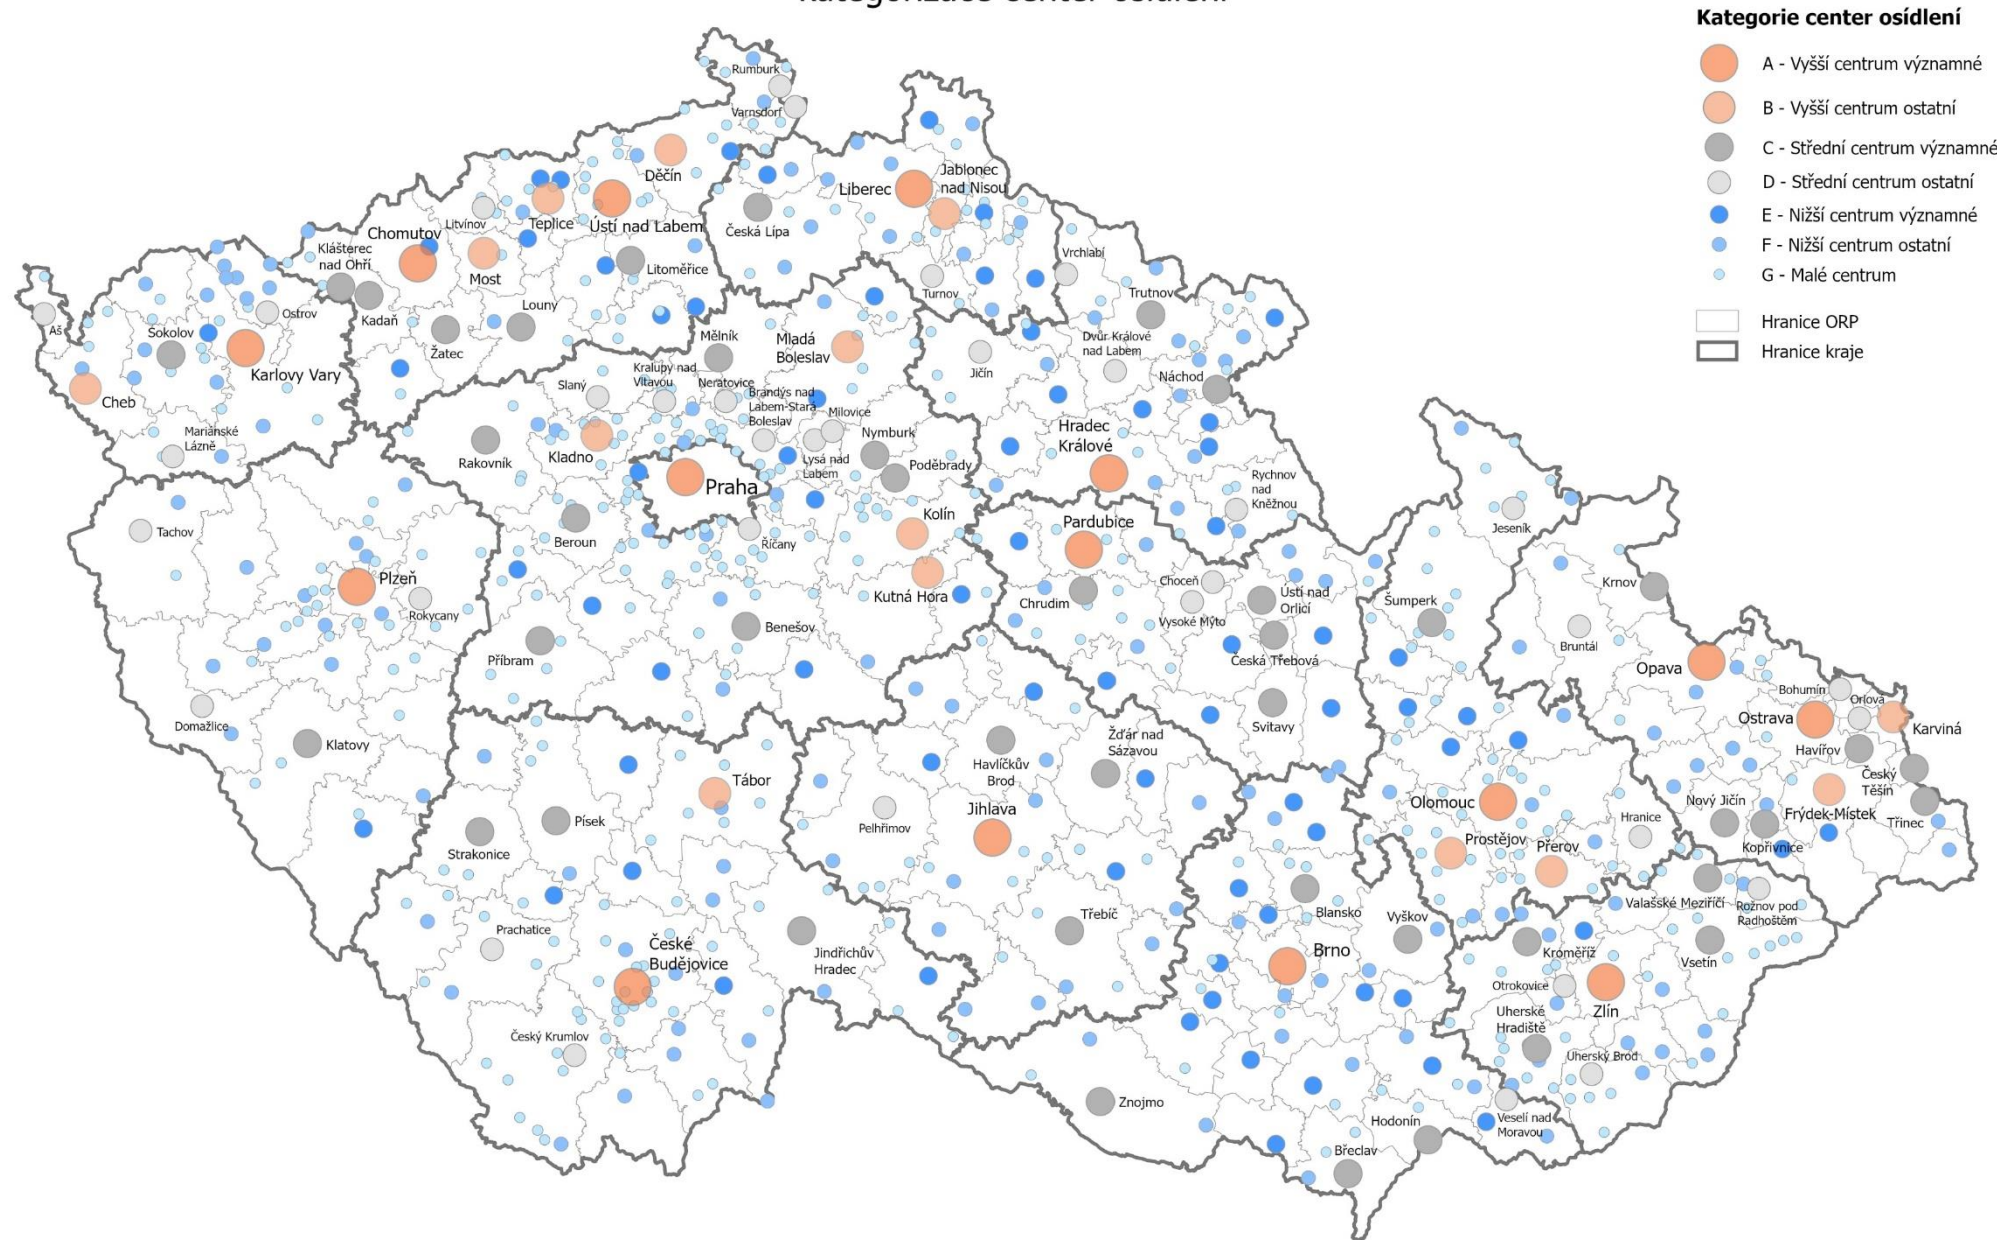 Kategorizace center osídlení
Kategorie center osídlení
A - Vyšší centrum významné
B - Vyšší centrum ostatní
C - Střední centrum významné
D - Střední centrum ostatní
E - Nižší centrum významné
F - Nižší centrum ostatní
G - Malé centrum
Hranice ORP
Hranice kraje
Rumburk
Varnsdorf
Děčín
Liberec
Jablonec
nad Nisou
Litvínov
Teplice
Ústí nad Labem
Česká Lípa
Chomutov
Klášterec
nad Ohří
Most
Litoměřice
Turnov
Vrchlabí
Trutnov
Aš
Sokolov
Ostrov
Kadaň
Louny
Žatec
Karlovy Vary
Mělník
Mladá
Boleslav
Jičín
Dvůr Králové
nad Labem
Náchod
Cheb
Mariánské
Lázně
Slaný
Kralupy nad
Vltavou
Neratovice
Brandýs nad
Labem-Stará
Boleslav
Milovice
Nymburk
Lysá nad
Labem
Poděbrady
Hradec
Králové
Rakovník
Kladno
Praha
Rychnov
nad
Kněžnou
Tachov
Beroun
Říčany
Kolín
Pardubice
Jeseník
Plzeň
Rokycany
Kutná Hora
Chrudim
Choceň
Vysoké Mýto
Ústí nad
Orlicí
Šumperk
Krnov
Bruntál
Příbram
Benešov
Česká Třebová
Opava
Bohumín
Orlová
Domažlice
Klatovy
Svitavy
Ostrava
Karviná
Havířov
Havlíčkův
Brod
Žďár nad
Sázavou
Český
Těšín
Tábor
Písek
Strakonice
Pelhřimov
Jihlava
Olomouc
Nový Jičín
Frýdek-Místek
Třinec
Hranice
Prostějov
Přerov
Kopřivnice
Prachatice
České
Budějovice
Jindřichův
Hradec
Třebíč
Blansko
Vyškov
Valašské Meziříčí
Rožnov pod
Radhoštěm
Brno
Kroměříž
Vsetín
Otrokovice
Zlín
Český Krumlov
Uherské
Hradiště
Uherský Brod
Znojmo
Hodonín
Veselí nad
Moravou
Břeclav